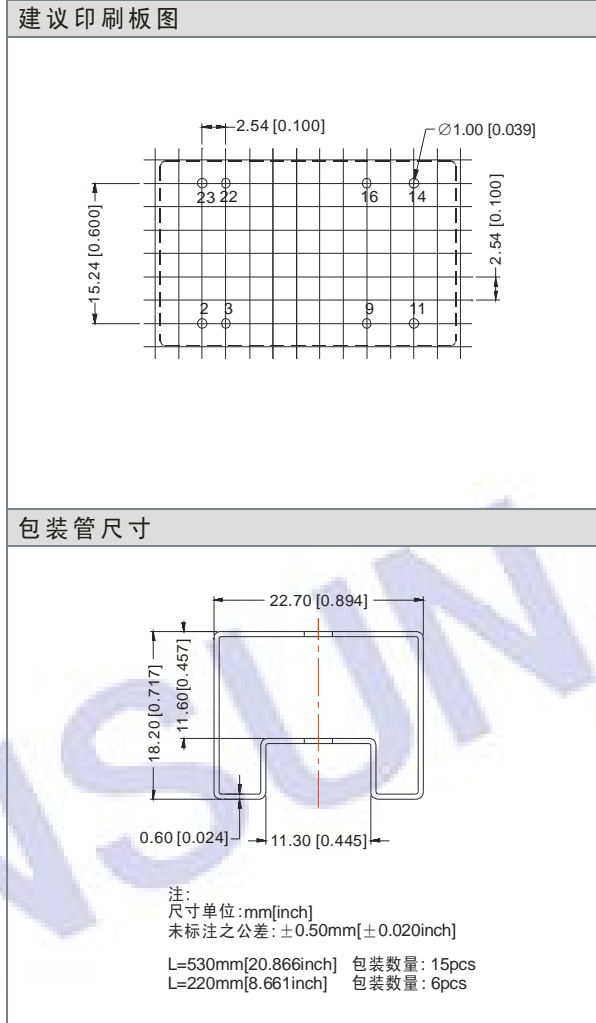 建议印刷板图
2.54 [0.100]
∅1.00 [0.039]
23 22 16 14
15.24 [0.600]
2.54 [0.100]
2 3 9 11
包装管尺寸
22.70 [0.894]
18.20 [0.717]
11.60[0.457]
0.60 [0.024]
11.30 [0.445]
注:
尺寸单位:mm[inch]
未标注之公差:±0.50mm[±0.020inch]
L=530mm[20.866inch] 包装数量: 15pcs
L=220mm[8.661inch] 包装数量: 6pcs
NSUN